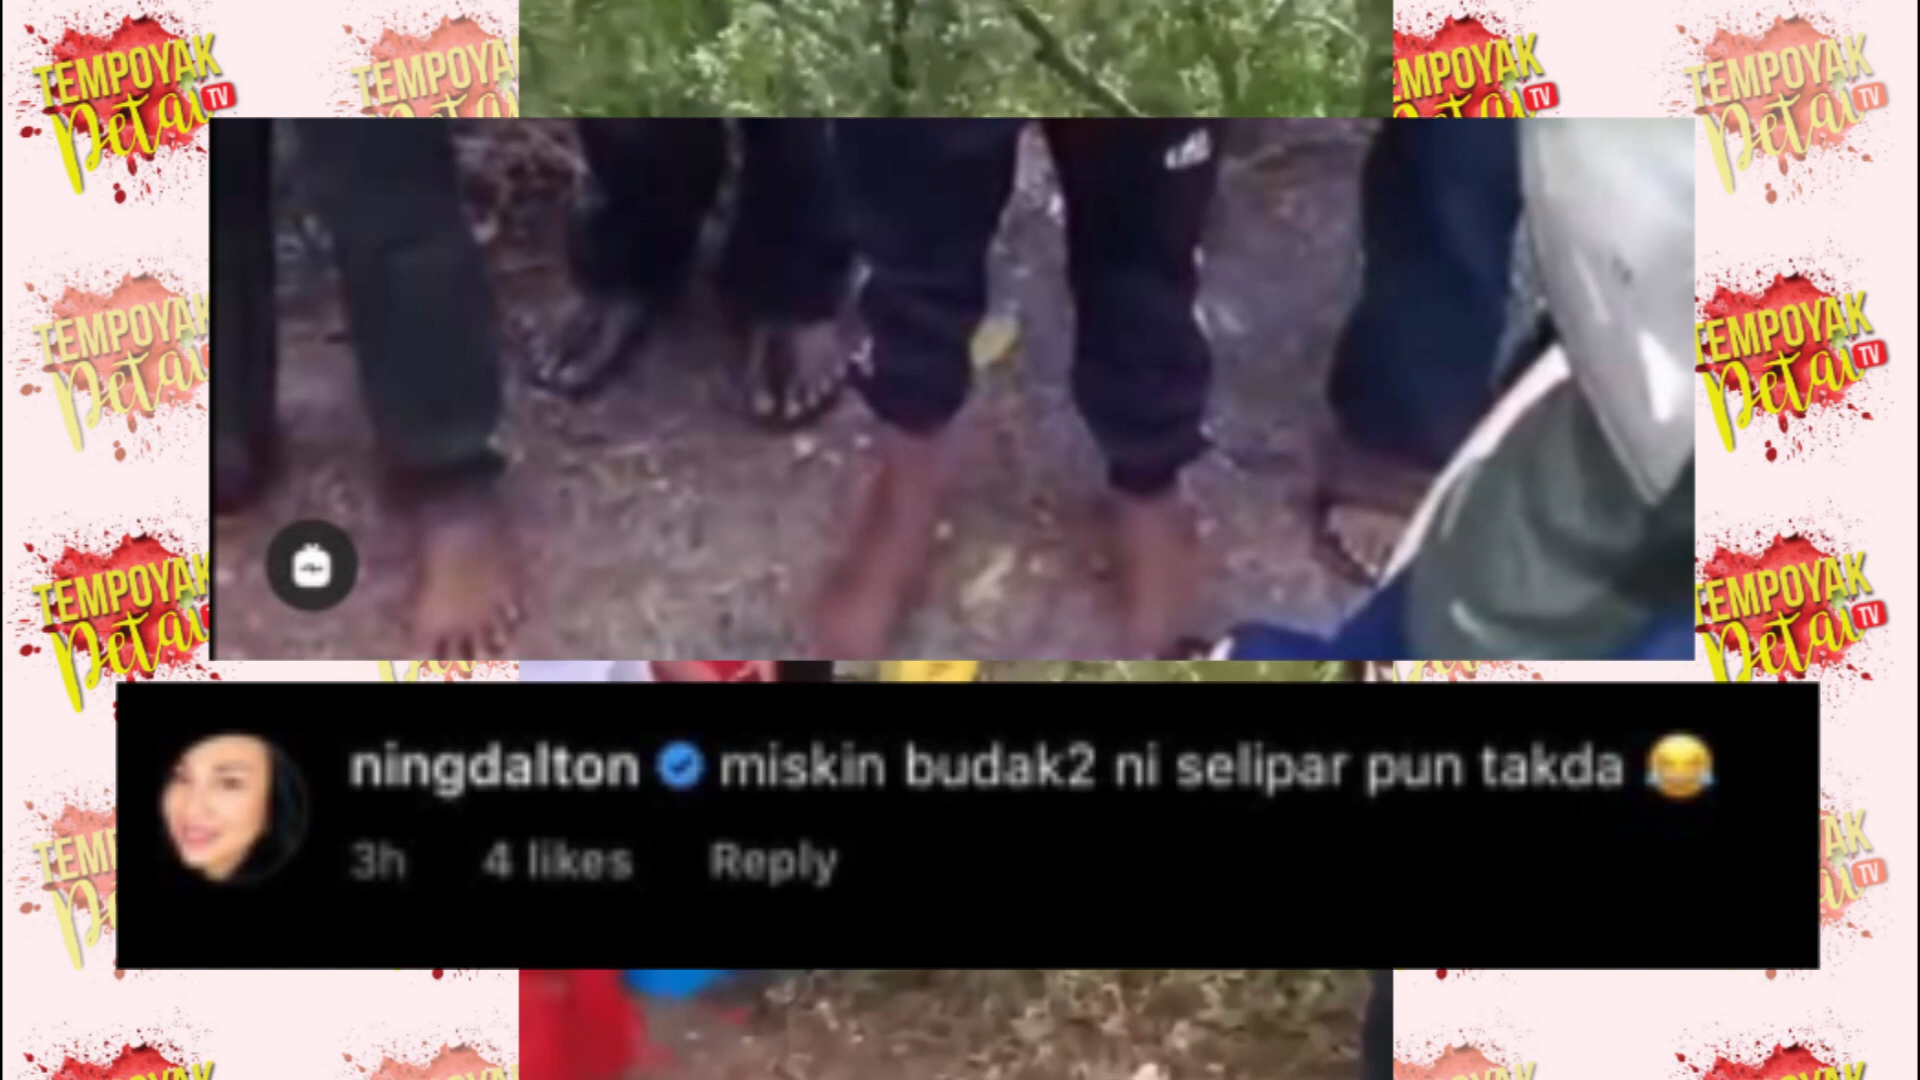 TEMPOYAK
Petai TV
ningdalton miskin budak2 ni selipar pun takda 😂
3h 4 likes Reply